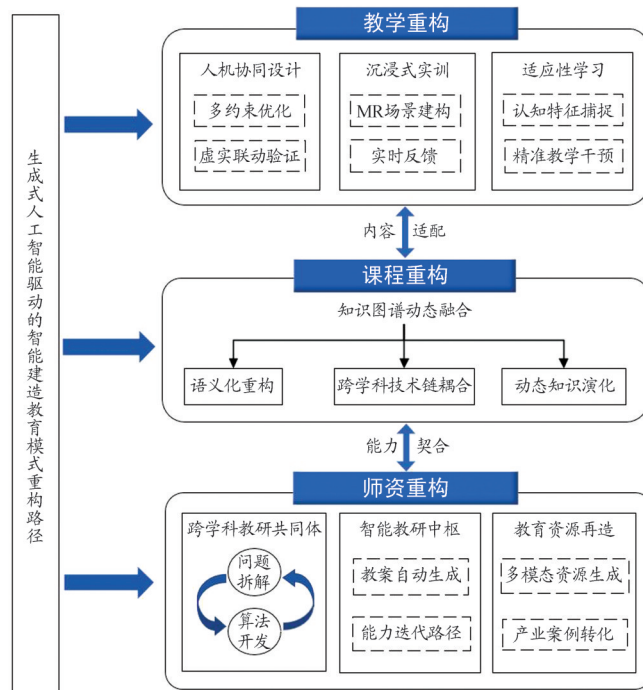 生成式人工智能驱动的智能建造教育模式重构路径
教学重构
人机协同设计
多约束优化
虚实联动验证
沉浸式实训
MR场景建构
实时反馈
适应性学习
认知特征捕捉
精准教学干预
内容 适配
课程重构
知识图谱动态融合
语义化重构
跨学科技术链耦合
动态知识演化
能力 契合
师资重构
跨学科教研共同体
问题
拆解
算法
开发
智能教研中枢
教案自动生成
能力迭代路径
教育资源再造
多模态资源生成
产业案例转化